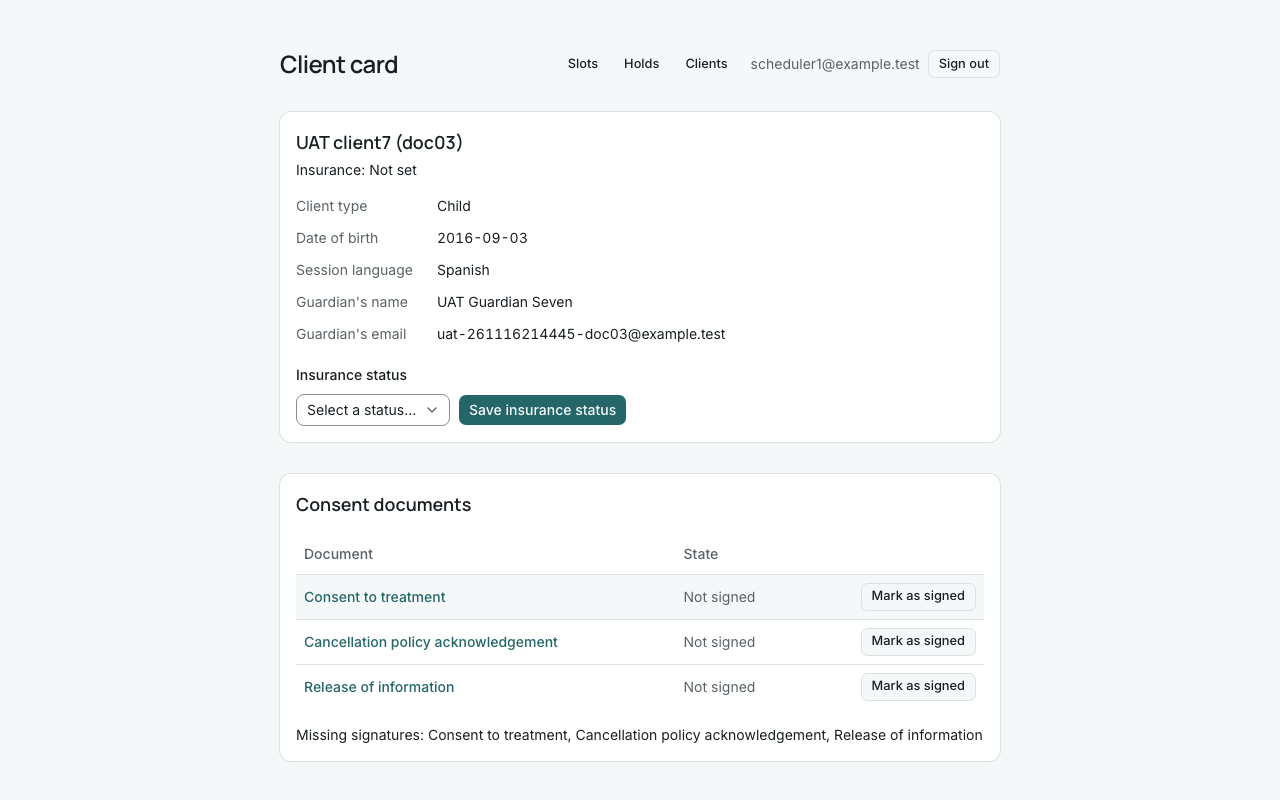 Client card
Slots Holds Clients scheduler1@example.test Sign out
UAT client7 (doc03)
Insurance: Not set
Client type Child
Date of birth 2016-09-03
Session language Spanish
Guardian's name UAT Guardian Seven
Guardian's email uat-261116214445-doc03@example.test
Insurance status
Select a status... Save insurance status
Consent documents
Document State
Consent to treatment Not signed Mark as signed
Cancellation policy acknowledgement Not signed Mark as signed
Release of information Not signed Mark as signed
Missing signatures: Consent to treatment, Cancellation policy acknowledgement, Release of information